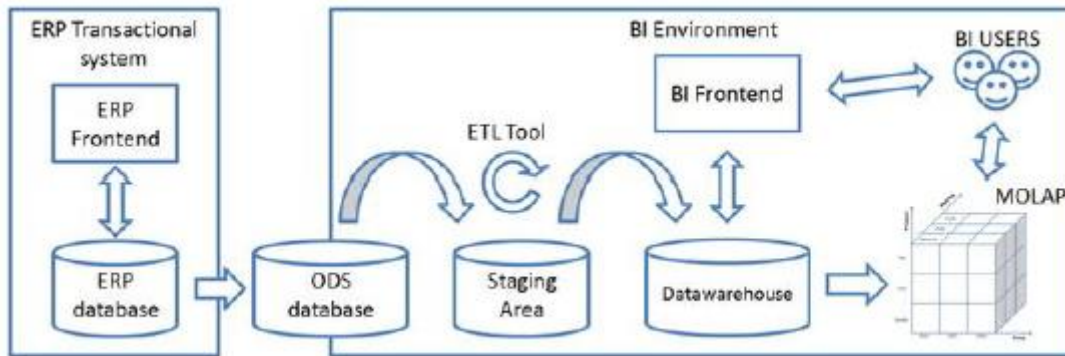 ERP Transactional
system
ERP
Frontend
ERP
database
BI Environment
BI USERS
BI Frontend
ETL Tool
MOLAP
ODS
database
Staging
Area
Datawarehouse